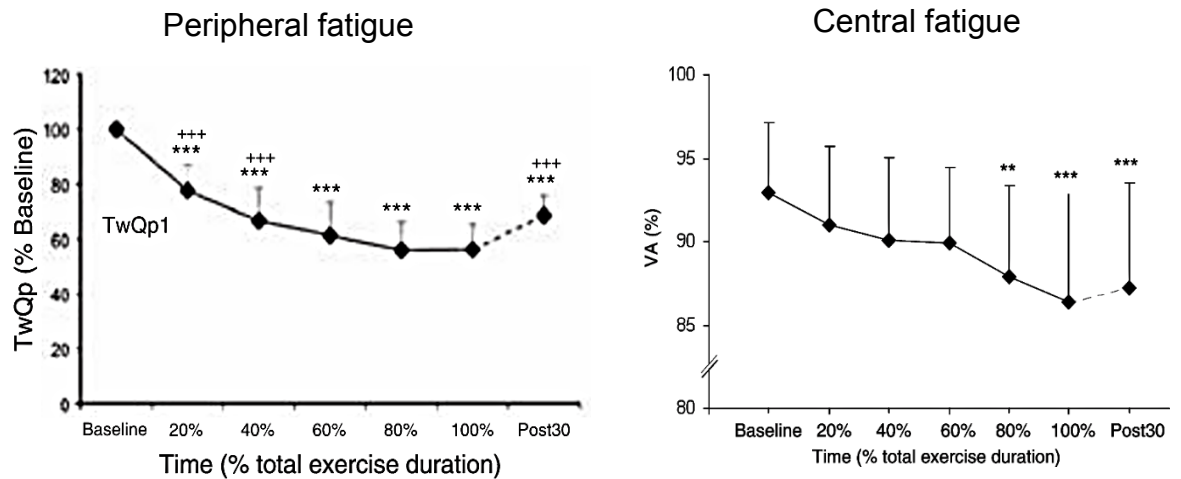 Peripheral fatigue
120
100
80
60
40
20
0
TwQp (% Baseline)
TwQp1
+++
***
+++
***
***
***
***
+++
***
Baseline 20% 40% 60% 80% 100% Post30
Time (% total exercise duration)
Central fatigue
100
95
90
85
80
VA (%)
**
***
***
Baseline 20% 40% 60% 80% 100% Post30
Time (% total exercise duration)